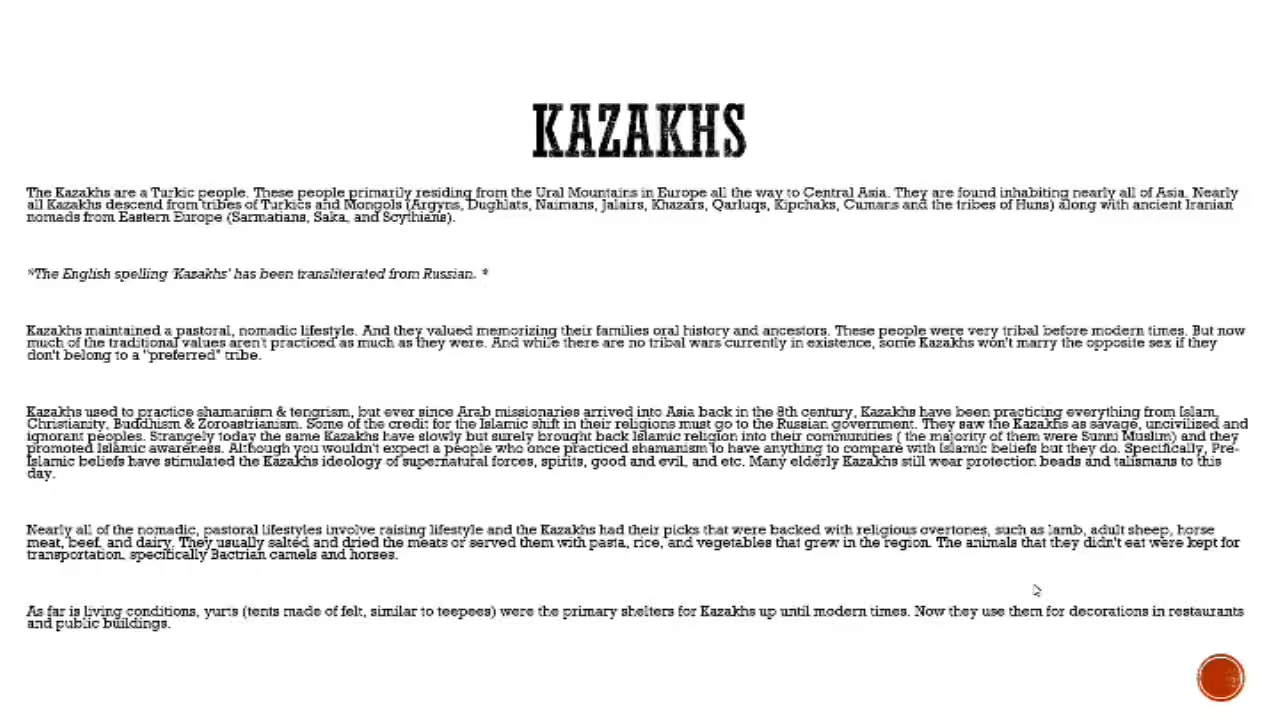 KAZAKHS
The Kazakhs are a Turkic people. These people primarily residing from the Ural Mountains in Europe all the way to Central Asia. They are found inhabiting nearly all of Asia. Nearly
all Kazakhs descend from tribes of Turkics and Mongols (Argyns, Dughlats, Naimans, Jalairs, Khazars, Qarluqs, Kipchaks, Cumans and the tribes of Huns) along with ancient Iranian
nomads from Eastern Europe (Sarmatians, Saka, and Scythians).
*The English spelling 'Kazakhs' has been transliterated from Russian. *
Kazakhs maintained a pastoral, nomadic lifestyle. And they valued memorizing their families oral history and ancestors. These people were very tribal before modern times. But now
much of the traditional values aren't practiced as much as they were. And while there are no tribal wars currently in existence, some Kazakhs won't marry the opposite sex if they
don't belong to a "preferred" tribe.
Kazakhs used to practice shamanism & tengrism, but ever since Arab missionaries arrived into Asia back in the 8th century, Kazakhs have been practicing everything from Islam,
Christianity, Buddhism & Zoroastrianism. Some of the credit for the Islamic shift in their religions must go to the Russian government. They saw the Kazakhs as savage, uncivilised and
ignorant peoples. Strangely today the same Kazakhs have slowly but surely brought back Islamic religion into their communities ( the majority of them were Sunni Muslim) and they
promoted Islamic awareness. Although you wouldn't expect a people who once practiced shamanism to have anything to compare with Islamic beliefs but they do. Specifically, Pre-
Islamic beliefs have stimulated the Kazakhs ideology of supernatural forces, spirits, good and evil, and etc. Many elderly Kazakhs still wear protection beads and talismans to this
day.
Nearly all of the nomadic, pastoral lifestyles involve raising lifestyle and the Kazakhs had their picks that were backed with religious overtones, such as lamb, adult sheep, horse
meat, beef, and dairy. They usually salted and dried the meats or served them with pasta, rice, and vegetables that grew in the region. The animals that they didn't eat were kept for
transportation, specifically Bactrian camels and horses.
As far is living conditions, yurts (tents made of felt, similar to teepees) were the primary shelters for Kazakhs up until modern times. Now they use them for decorations in restaurants
and public buildings.